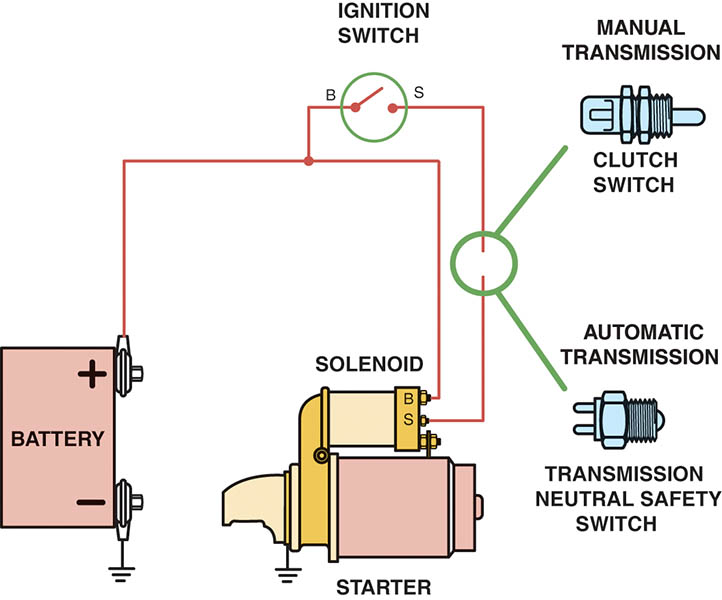 IGNITION
SWITCH
B
S
MANUAL
TRANSMISSION
CLUTCH
SWITCH
AUTOMATIC
TRANSMISSION
TRANSMISSION
NEUTRAL SAFETY
SWITCH
SOLENOID
B
S
+
BATTERY
−
STARTER